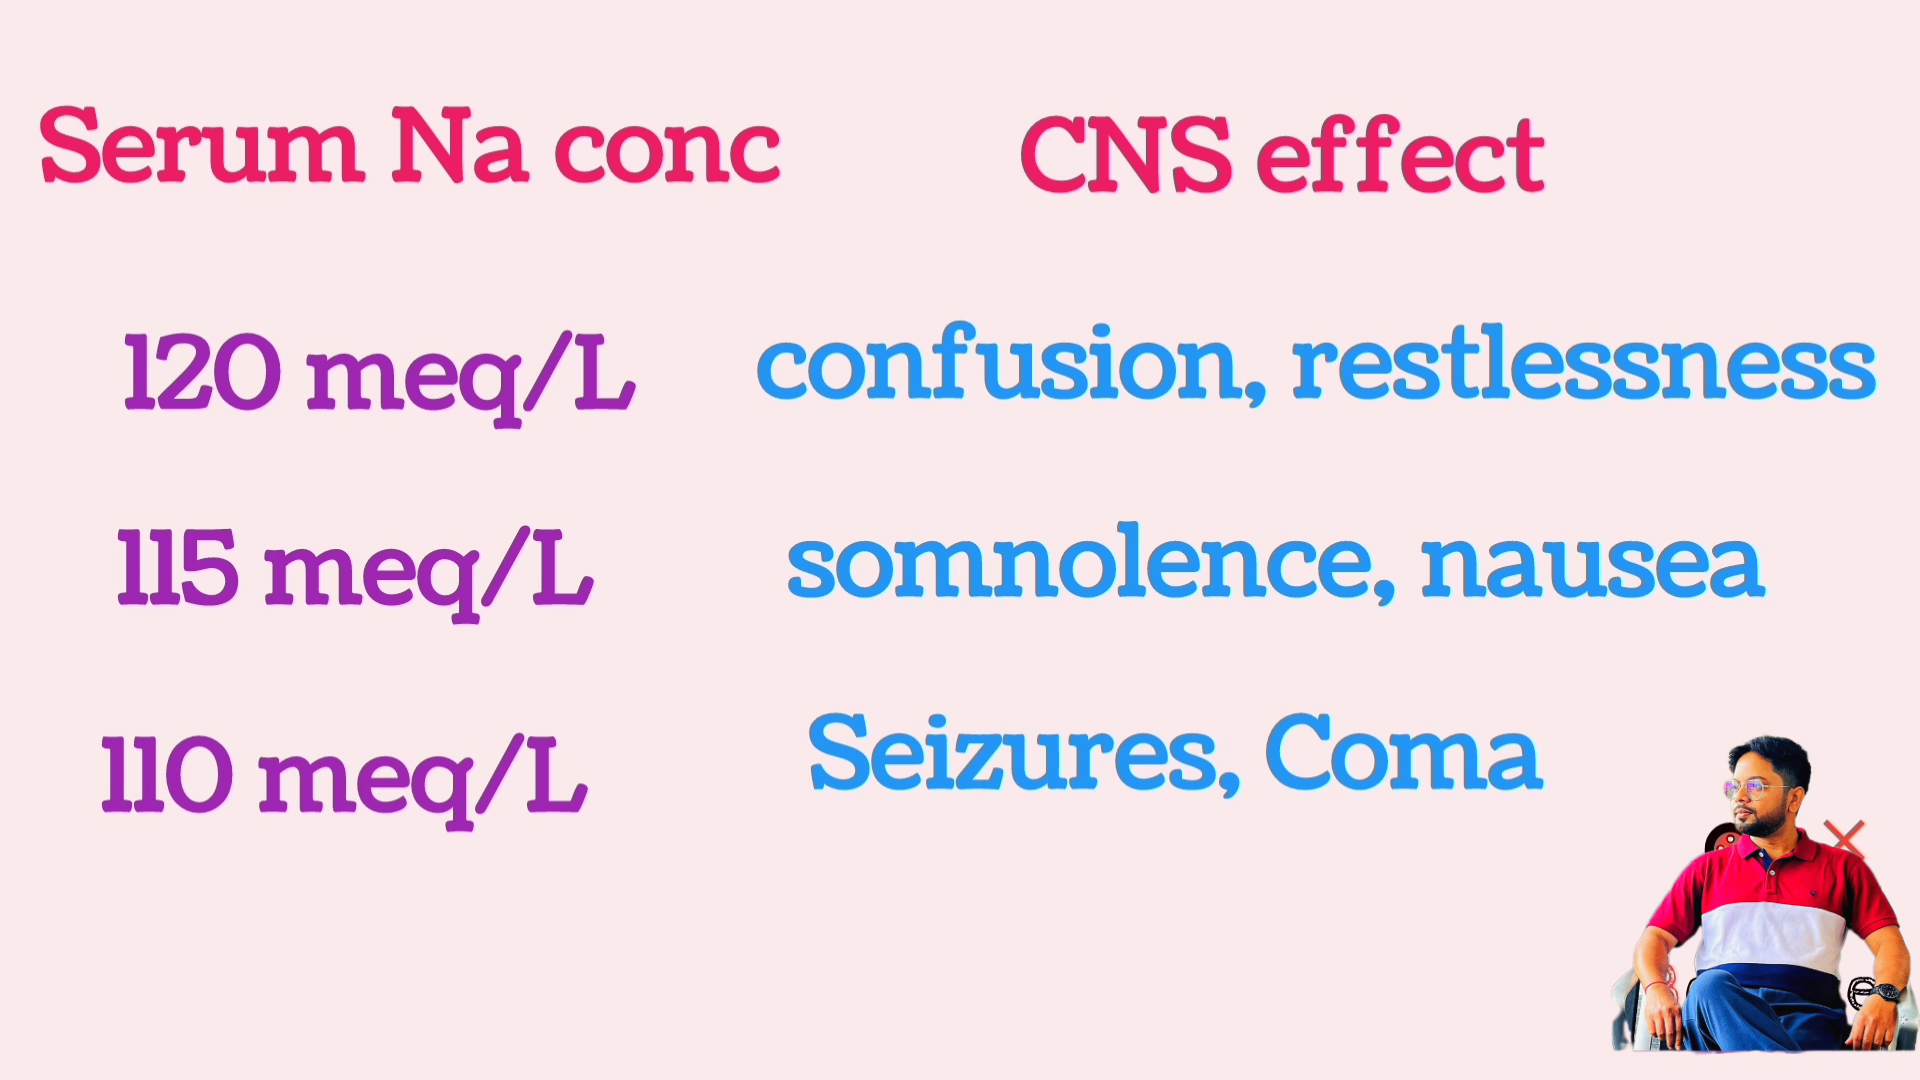 Serum Na conc CNS effect
120 meq/L confusion, restlessness
115 meq/L somnolence, nausea
110 meq/L Seizures, Coma